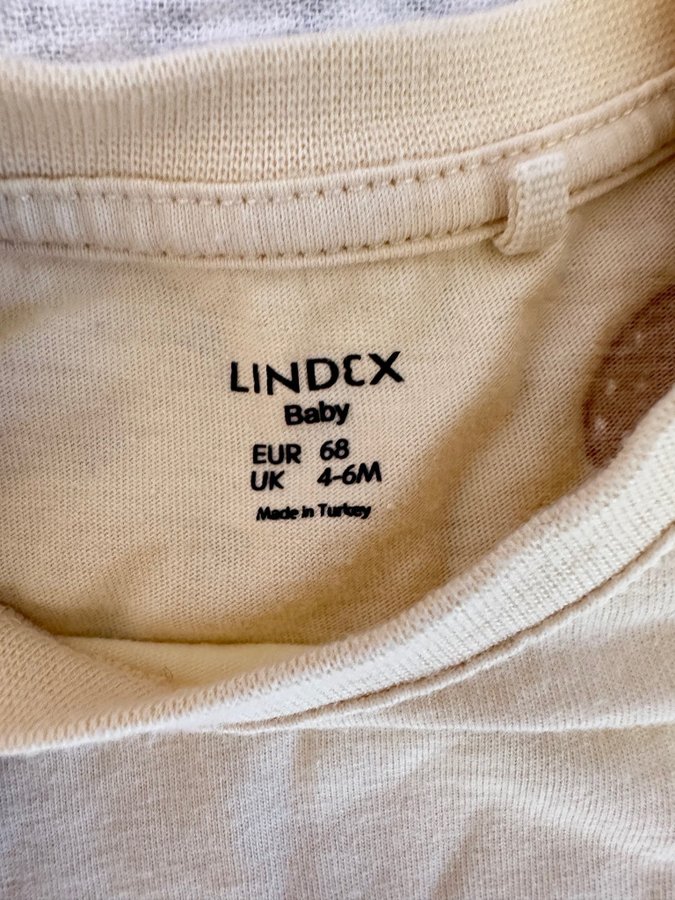 LINDEX
Baby
EUR 68
UK 4-6M
Made in Turkey